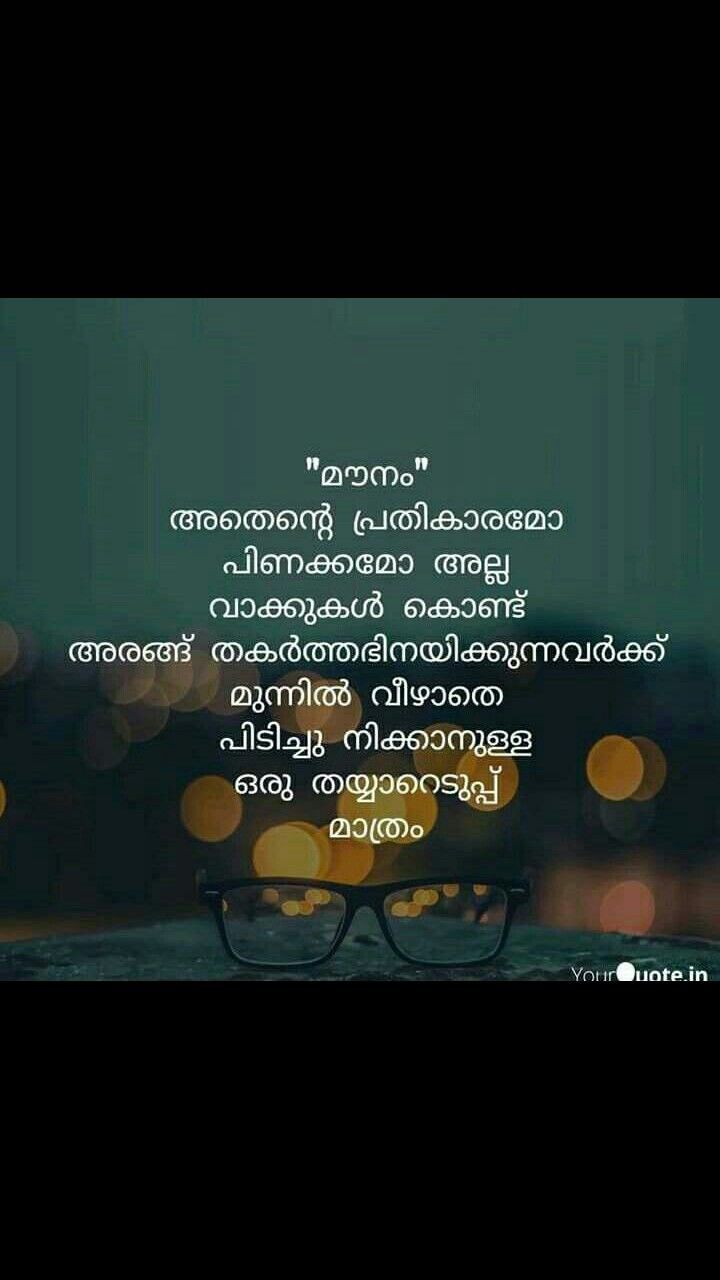 "മൗനം"
അതെന്റെ പ്രതികാരമോ
പിണക്കമോ അല്ല
വാക്കുകൾ കൊണ്ട്
അരങ്ങ് തകർത്തഭിനയിക്കുന്നവർക്ക്
മുന്നിൽ വീഴാതെ
പിടിച്ചു നിക്കാനുള്ള
ഒരു തയ്യാറെടുപ്പ്
മാത്രം
YourQuote.in